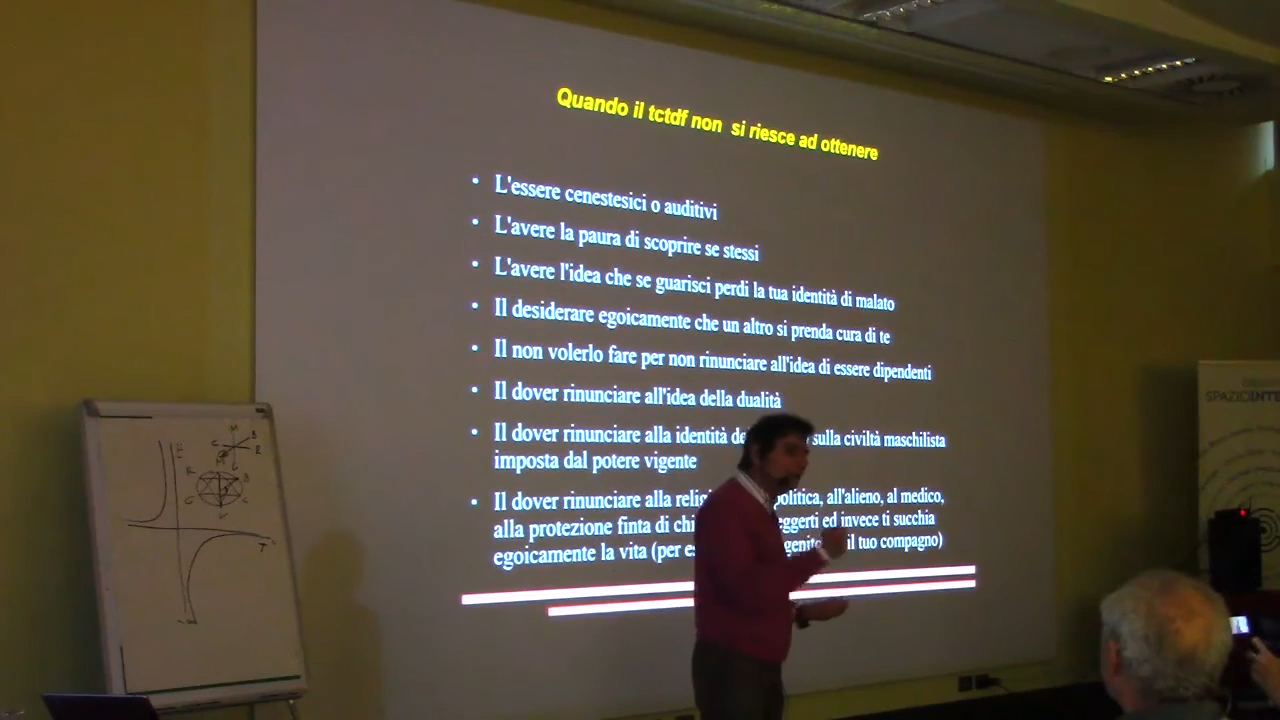 Quando il tctdf non si riesce ad ottenere
• L'essere cenestesici o auditivi
• L'avere la paura di scoprire se stessi
• L'avere l'idea che se guarisci perdi la tua identità di malato
• Il desiderare egoicamente che un altro si prenda cura di te
• Il non volerlo fare per non rinunciare all'idea di essere dipendenti
• Il dover rinunciare all'idea della dualità
• Il dover rinunciare alla identità sulla civiltà maschilista
imposta dal potere vigente
• Il dover rinunciare alla politica, all'alieno, al medico,
alla protezione finta di ed invece ti succhia
egoicamente la vita (per il tuo compagno)